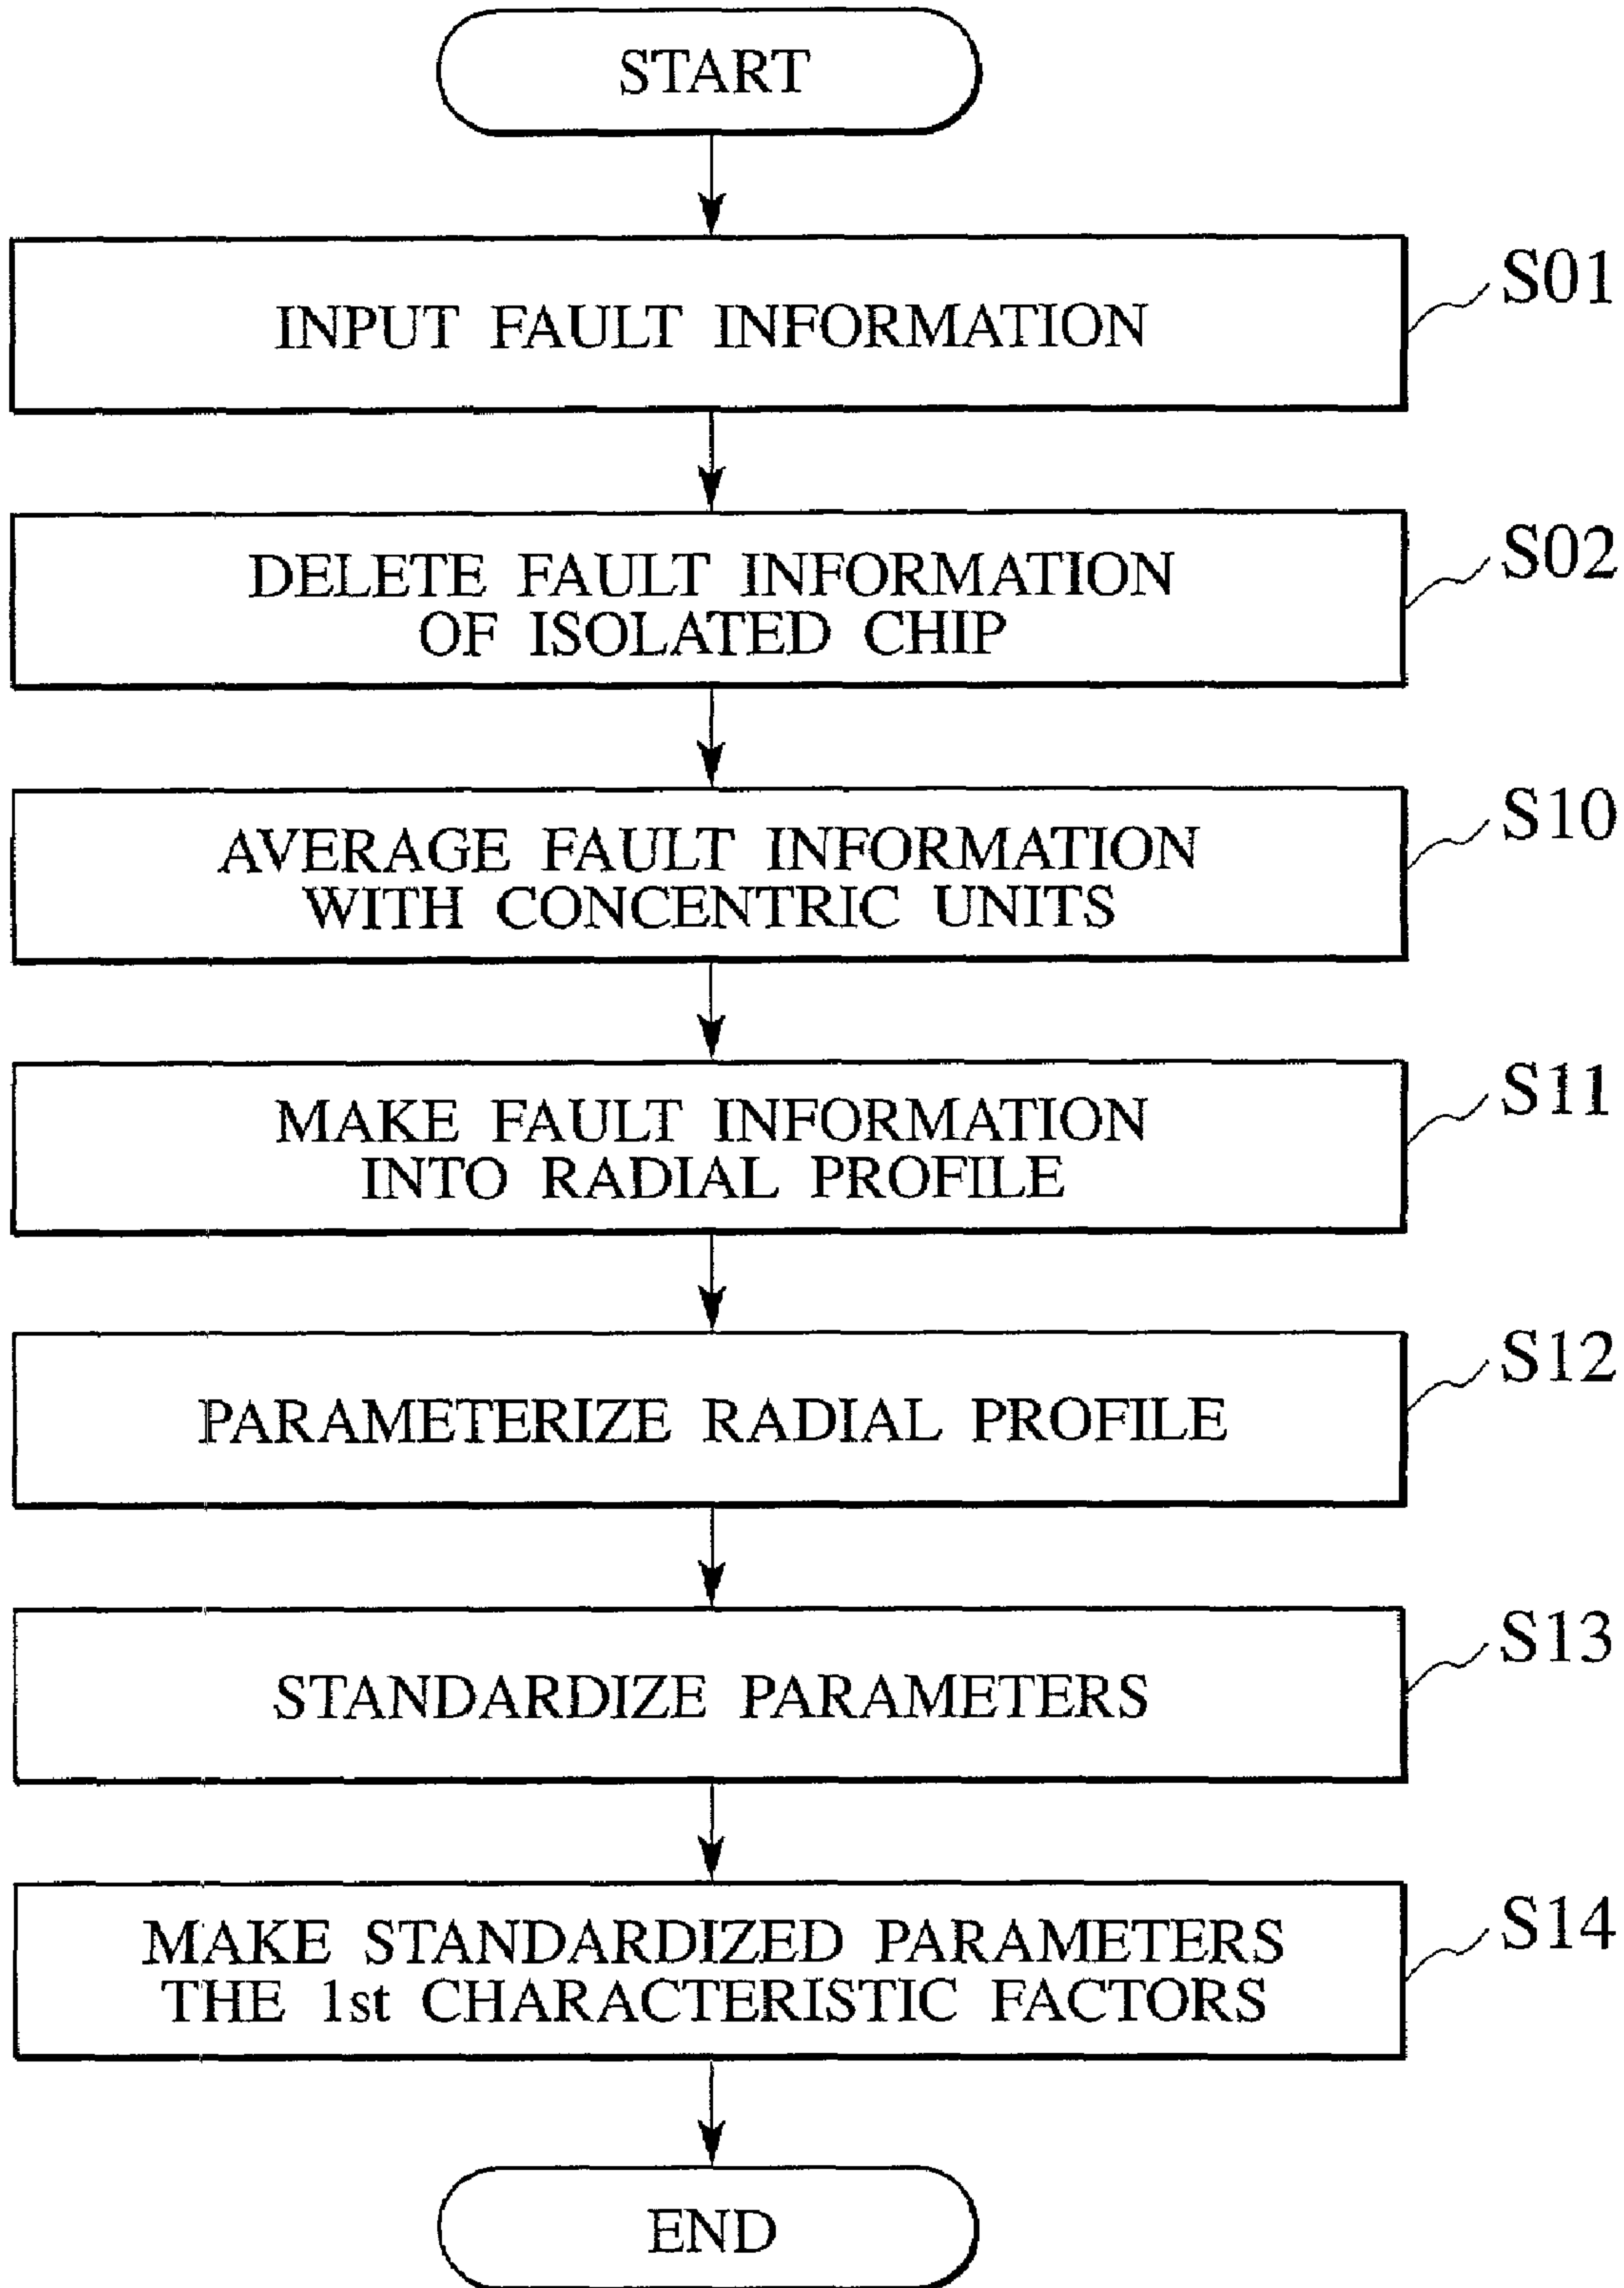 START
INPUT FAULT INFORMATION
S01
DELETE FAULT INFORMATION
OF ISOLATED CHIP
S02
AVERAGE FAULT INFORMATION
WITH CONCENTRIC UNITS
S10
MAKE FAULT INFORMATION
INTO RADIAL PROFILE
S11
PARAMETERIZE RADIAL PROFILE
S12
STANDARDIZE PARAMETERS
S13
MAKE STANDARDIZED PARAMETERS
THE 1st CHARACTERISTIC FACTORS
S14
END